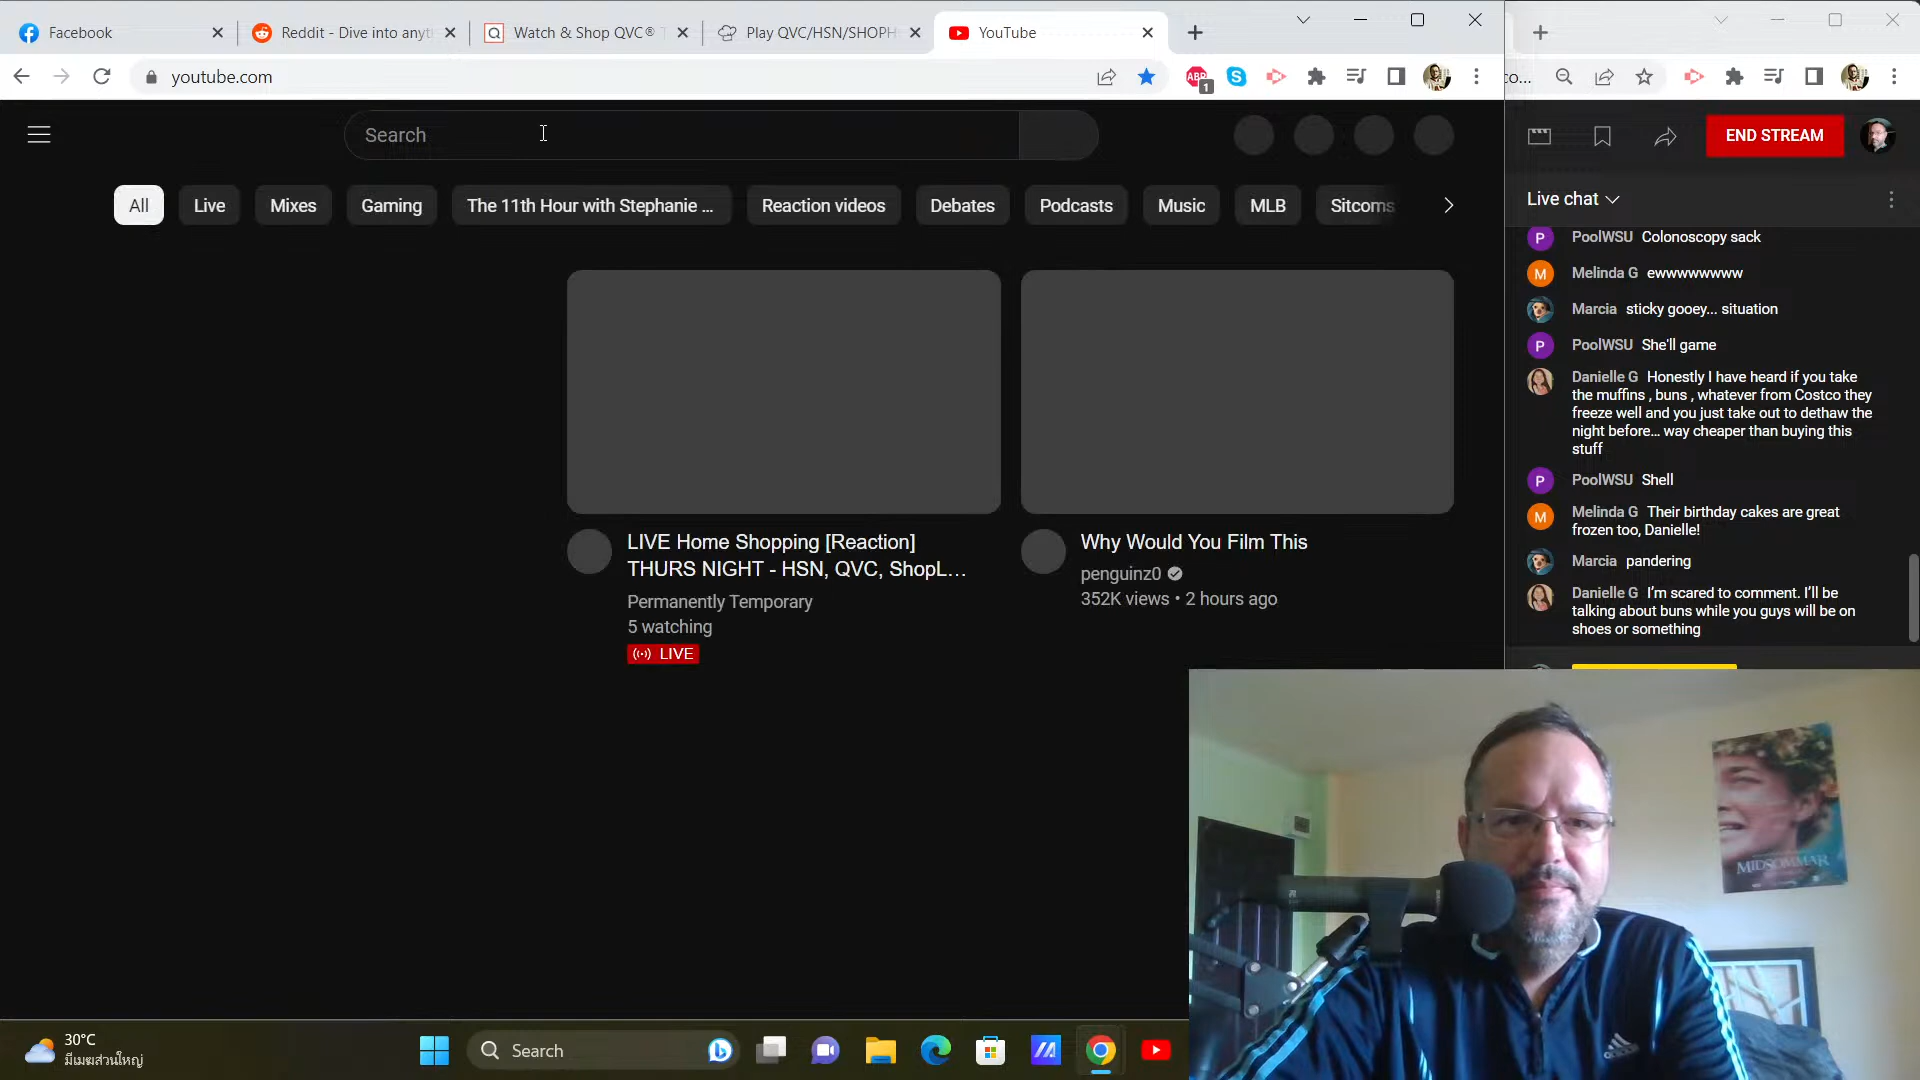 Facebook
Reddit - Dive into anyt
Watch & Shop QVC®
Play QVC/HSN/SHOPH
YouTube
youtube.com
1
co...
Search
END STREAM
All
Live
Mixes
Gaming
The 11th Hour with Stephanie ...
Reaction videos
Debates
Podcasts
Music
MLB
Sitcoms
LIVE Home Shopping [Reaction]
THURS NIGHT - HSN, QVC, ShopL...
Permanently Temporary
5 watching
LIVE
Why Would You Film This
penguinz0
352K views • 2 hours ago
Live chat
P PoolWSU Colonoscopy sack
M Melinda G ewwwwwwww
Marcia sticky gooey... situation
P PoolWSU She'll game
Danielle G Honestly I have heard if you take
the muffins , buns , whatever from Costco they
freeze well and you just take out to dethaw the
night before... way cheaper than buying this
stuff
P PoolWSU Shell
M Melinda G Their birthday cakes are great
frozen too, Danielle!
Marcia pandering
Danielle G I'm scared to comment. I'll be
talking about buns while you guys will be on
shoes or something
MIDSOMMAR
adidas
30°C
มีเมฆส่วนใหญ่
Search